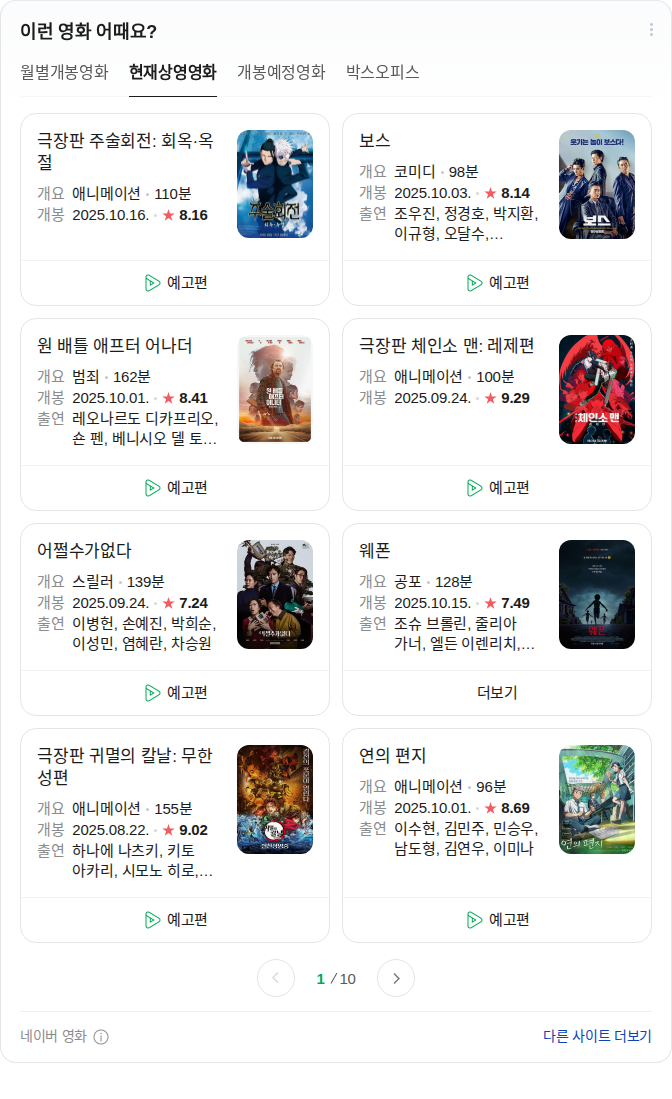 이런 영화 어때요?
월별개봉영화 현재상영영화 개봉예정영화 박스오피스
극장판 주술회전: 회옥·옥
절
개요 애니메이션 · 110분
개봉 2025.10.16. · ★ 8.16
주술회전
예고편
보스
개요 코미디 · 98분
개봉 2025.10.03. · ★ 8.14
출연 조우진, 정경호, 박지환,
이규형, 오달수,...
웃기는 놈이 보스다!
보스
예고편
원 배틀 애프터 어나더
개요 범죄 · 162분
개봉 2025.10.01. · ★ 8.41
출연 레오나르도 디카프리오,
숀 펜, 베니시오 델 토...
원 배틀
애프터
어나더
예고편
극장판 체인소 맨: 레제편
개요 애니메이션 · 100분
개봉 2025.09.24. · ★ 9.29
체인소 맨
예고편
어쩔수가없다
개요 스릴러 · 139분
개봉 2025.09.24. · ★ 7.24
출연 이병헌, 손예진, 박희순,
이성민, 염혜란, 차승원
어쩔수가없다
예고편
웨폰
개요 공포 · 128분
개봉 2025.10.15. · ★ 7.49
출연 조슈 브롤린, 줄리아
가너, 엘든 이렌리치,...
웨폰
더보기
극장판 귀멸의 칼날: 무한
성편
개요 애니메이션 · 155분
개봉 2025.08.22. · ★ 9.02
출연 하나에 나츠키, 키토
아카리, 시모노 히로,...
예고편
연의 편지
개요 애니메이션 · 96분
개봉 2025.10.01. · ★ 8.69
출연 이수현, 김민주, 민승우,
남도형, 김연우, 이미나
연의 편지
예고편
1 / 10
네이버 영화
다른 사이트 더보기